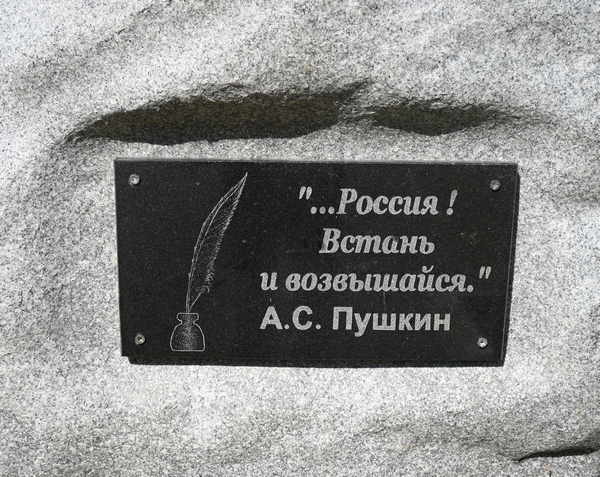 "...Россия !
Встань
и возвышайся."
А.С. Пушкин